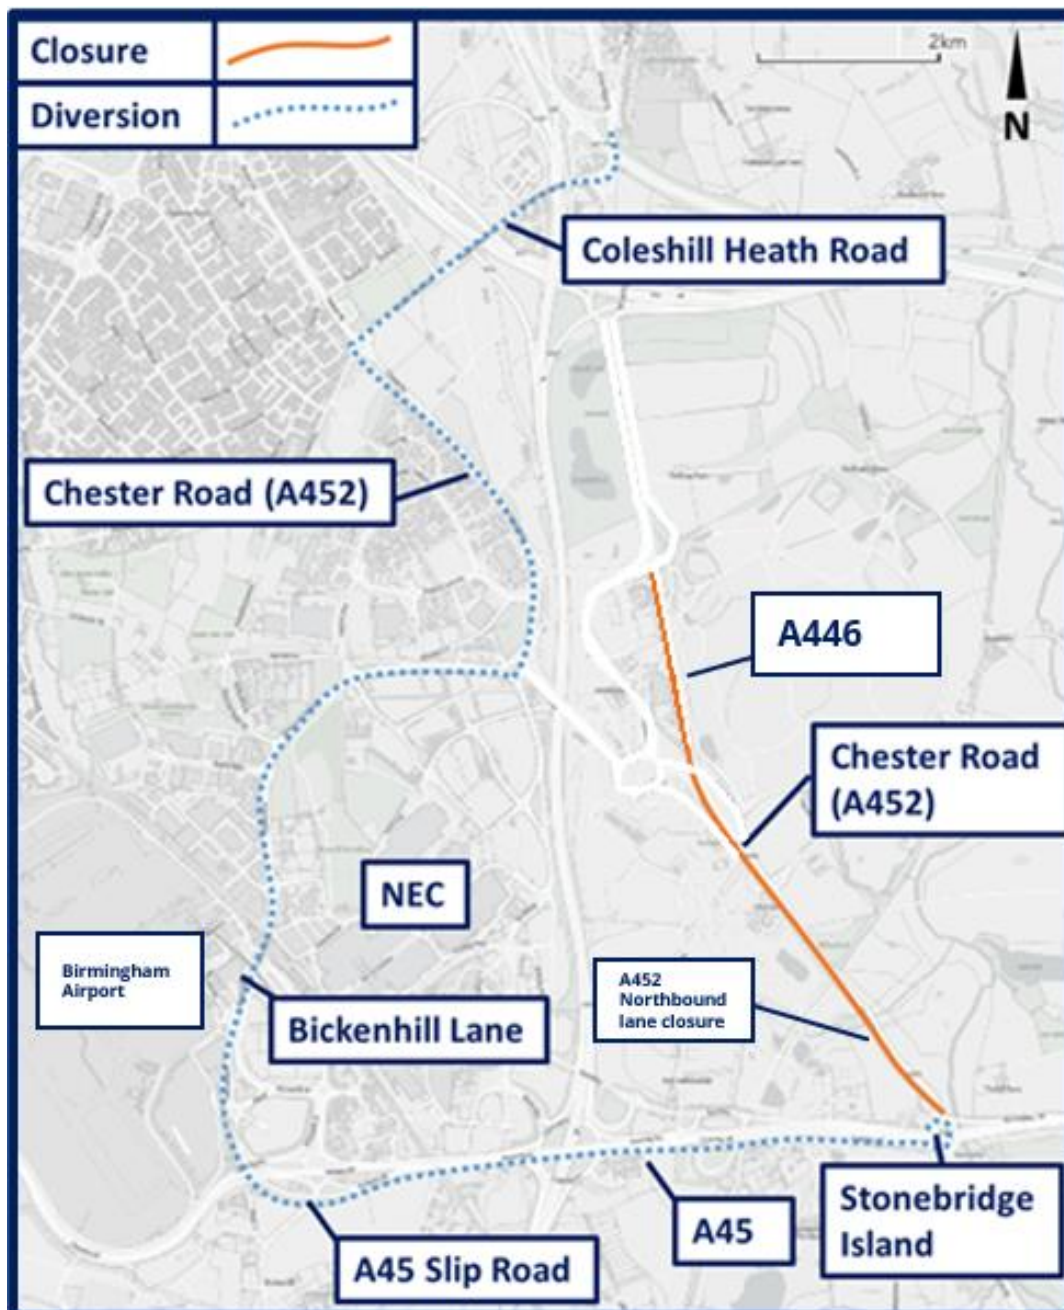 Closure
Diversion
2km
N
Coleshill Heath Road
Chester Road (A452)
A446
Chester Road
(A452)
NEC
Birmingham
Airport
A452
Northbound
lane closure
Bickenhill Lane
Stonebridge
Island
A45
A45 Slip Road